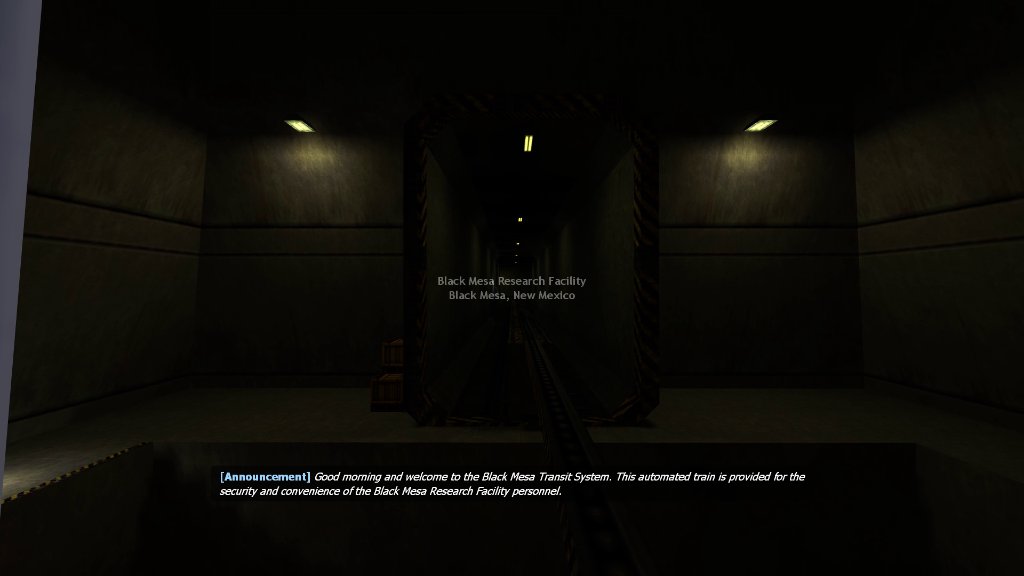 Black Mesa Research Facility
Black Mesa, New Mexico
[Announcement] Good morning and welcome to the Black Mesa Transit System. This automated train is provided for the
security and convenience of the Black Mesa Research Facility personnel.